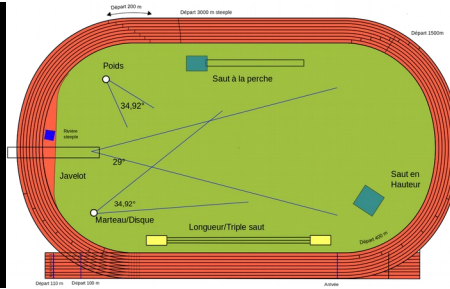 Départ 200 m
Départ 3000 m steeple
Départ 1500m
Poids
Saut à la perche
34,92°
Rivière
steeple
29°
Javelot
Saut en
Hauteur
34,92°
Marteau/Disque
Longueur/Triple saut
Départ 400 m
Départ 110 m
Départ 100 m
Arrivée